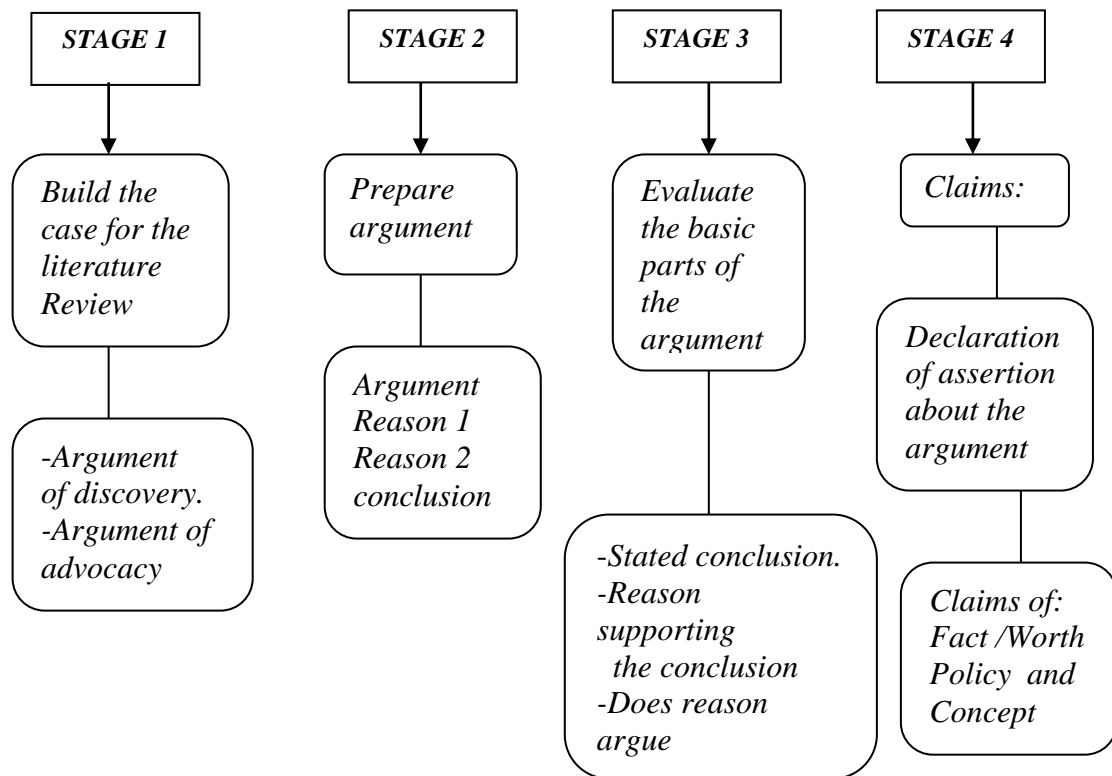 STAGE 1
Build the
case for the
literature
Review
-Argument
of discovery.
-Argument of
advocacy
STAGE 2
Prepare
argument
Argument
Reason 1
Reason 2
conclusion
STAGE 3
Evaluate
the basic
parts of
the
argument
-Stated conclusion.
-Reason
supporting
the conclusion
-Does reason
argue
STAGE 4
Claims:
Declaration
of assertion
about the
argument
Claims of:
Fact /Worth
Policy and
Concept